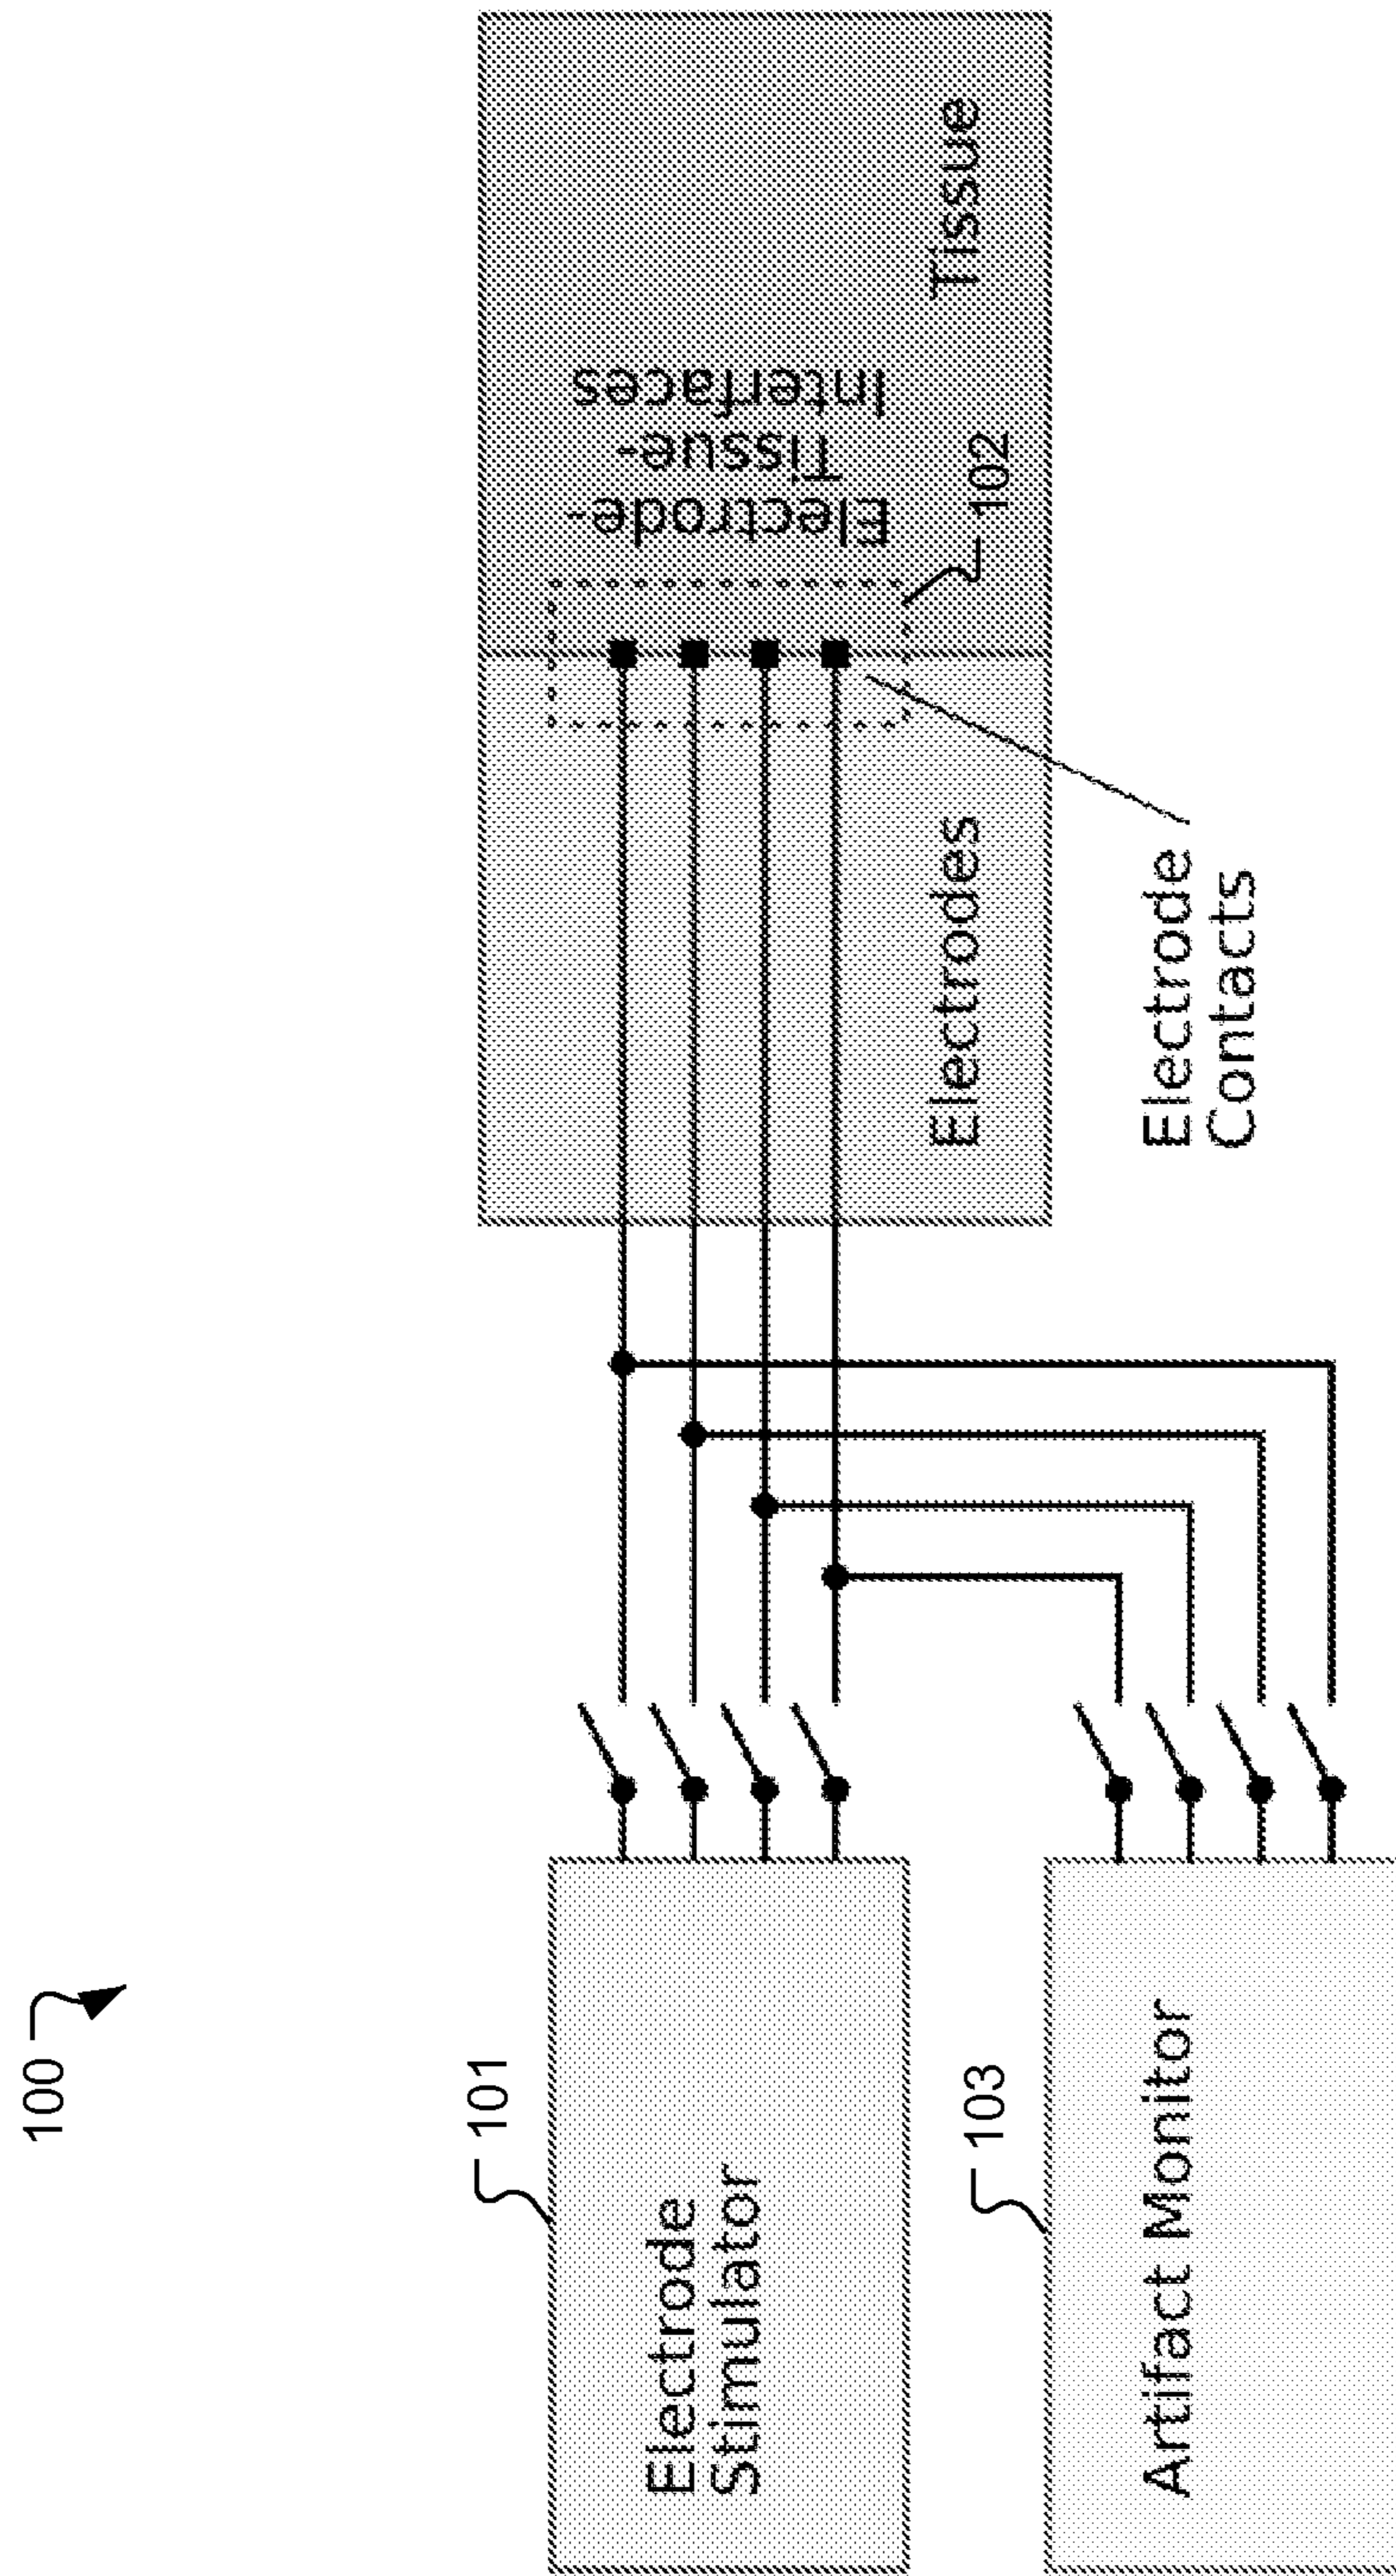 100
101
Electrode
Stimulator
103
Artifact Monitor
Electrodes
Electrode
Contacts
Electrode-
Tissue-
Interfaces
102
Tissue